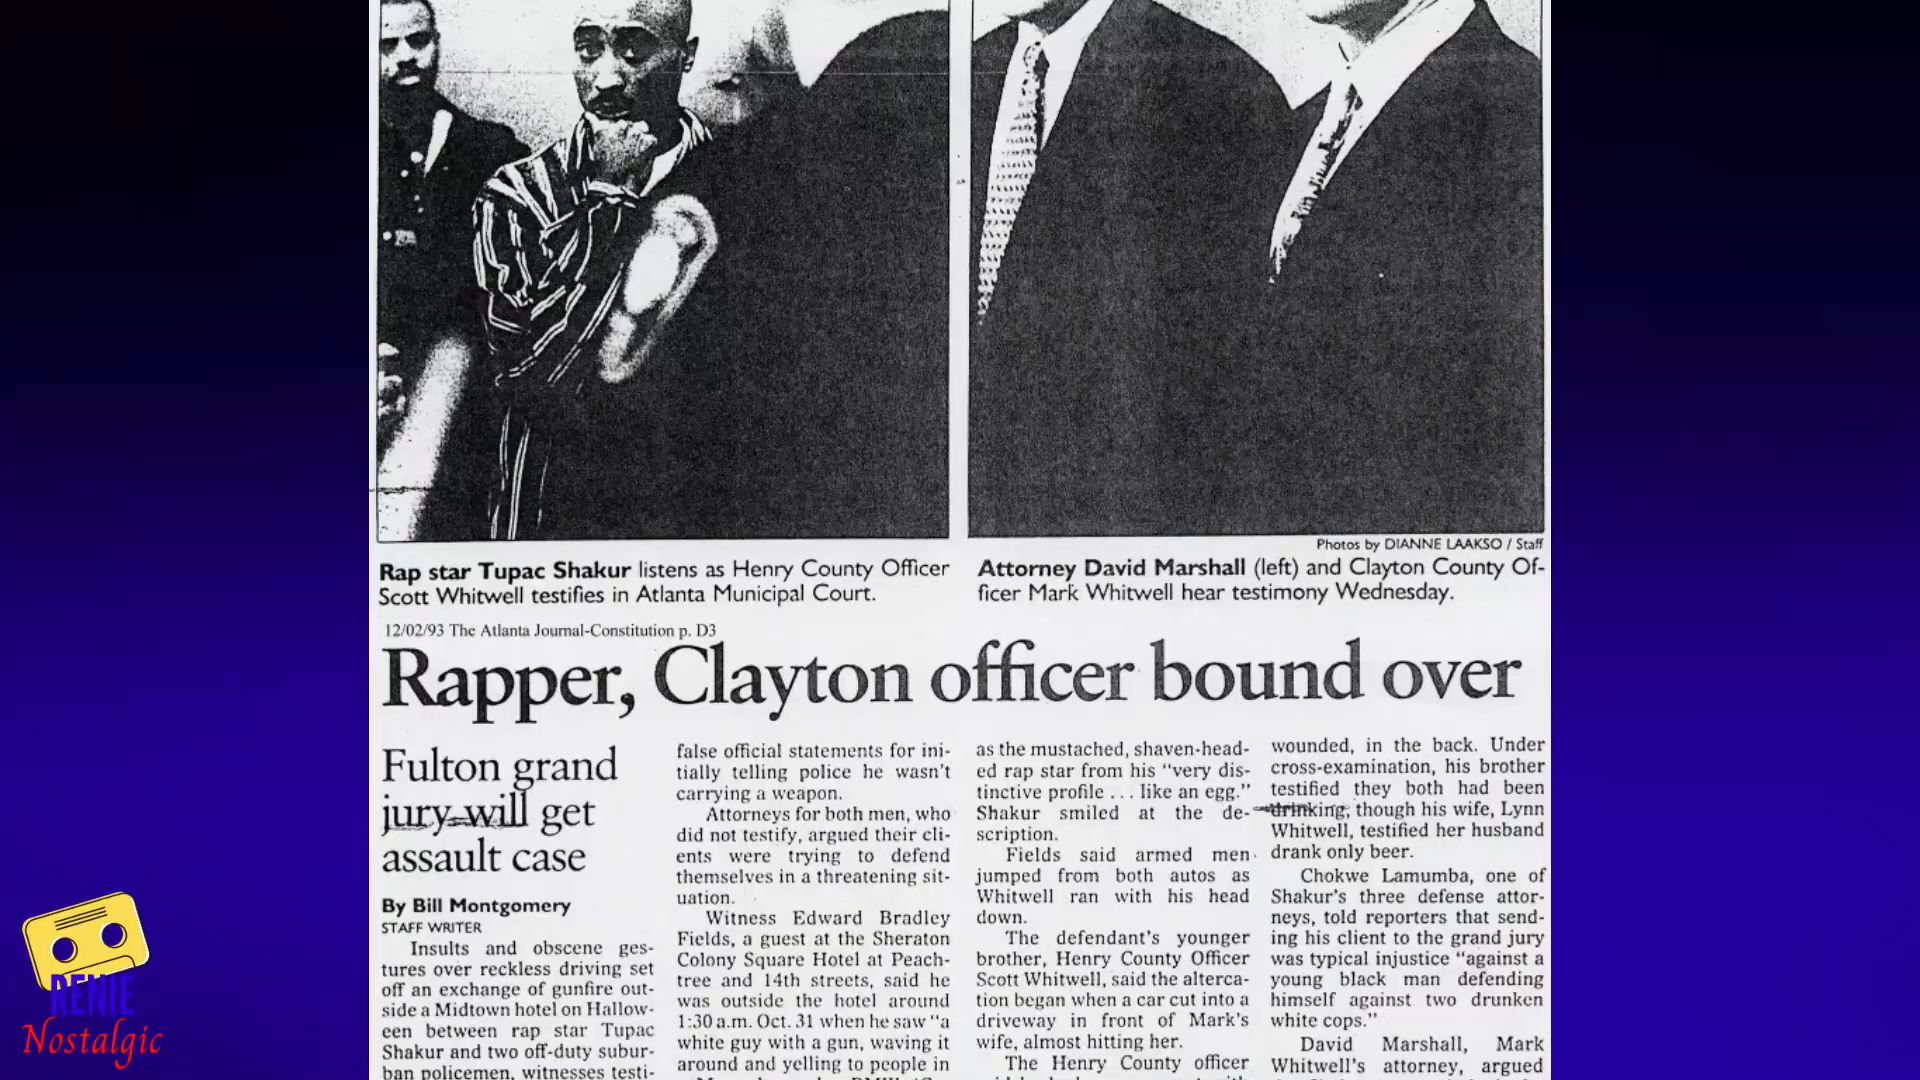 Photos by DIANNE LAAKSO / Staff
Rap star Tupac Shakur listens as Henry County Officer
Scott Whitwell testifies in Atlanta Municipal Court.
Attorney David Marshall (left) and Clayton County Of-
ficer Mark Whitwell hear testimony Wednesday.
12/02/93 The Atlanta Journal-Constitution p. D3
Rapper, Clayton officer bound over
Fulton grand
jury will get
assault case
By Bill Montgomery
STAFF WRITER
Insults and obscene ges-
tures over reckless driving set
off an exchange of gunfire out-
side a Midtown hotel on Hallow-
een between rap star Tupac
Shakur and two off-duty subur-
ban policemen, witnesses testi-
false official statements for ini-
tially telling police he wasn't
carrying a weapon.
Attorneys for both men, who
did not testify, argued their cli-
ents were trying to defend
themselves in a threatening sit-
uation.
Witness Edward Bradley
Fields, a guest at the Sheraton
Colony Square Hotel at Peach-
tree and 14th streets, said he
was outside the hotel around
1:30 a.m. Oct. 31 when he saw "a
white guy with a gun, waving it
around and yelling to people in
as the mustached, shaven-head-
ed rap star from his "very dis-
tinctive profile . . . like an egg."
Shakur smiled at the de-
scription.
Fields said armed men
jumped from both autos as
Whitwell ran with his head
down.
The defendant's younger
brother, Henry County Officer
Scott Whitwell, said the alterca-
tion began when a car cut into a
driveway in front of Mark's
wife, almost hitting her.
The Henry County officer
wounded, in the back. Under
cross-examination, his brother
testified they both had been
drinking, though his wife, Lynn
Whitwell, testified her husband
drank only beer.
Chokwe Lamumba, one of
Shakur's three defense attor-
neys, told reporters that send-
ing his client to the grand jury
was typical injustice "against a
young black man defending
himself against two drunken
white cops."
David Marshall, Mark
Whitwell's attorney, argued
RENIE
Nostalgic